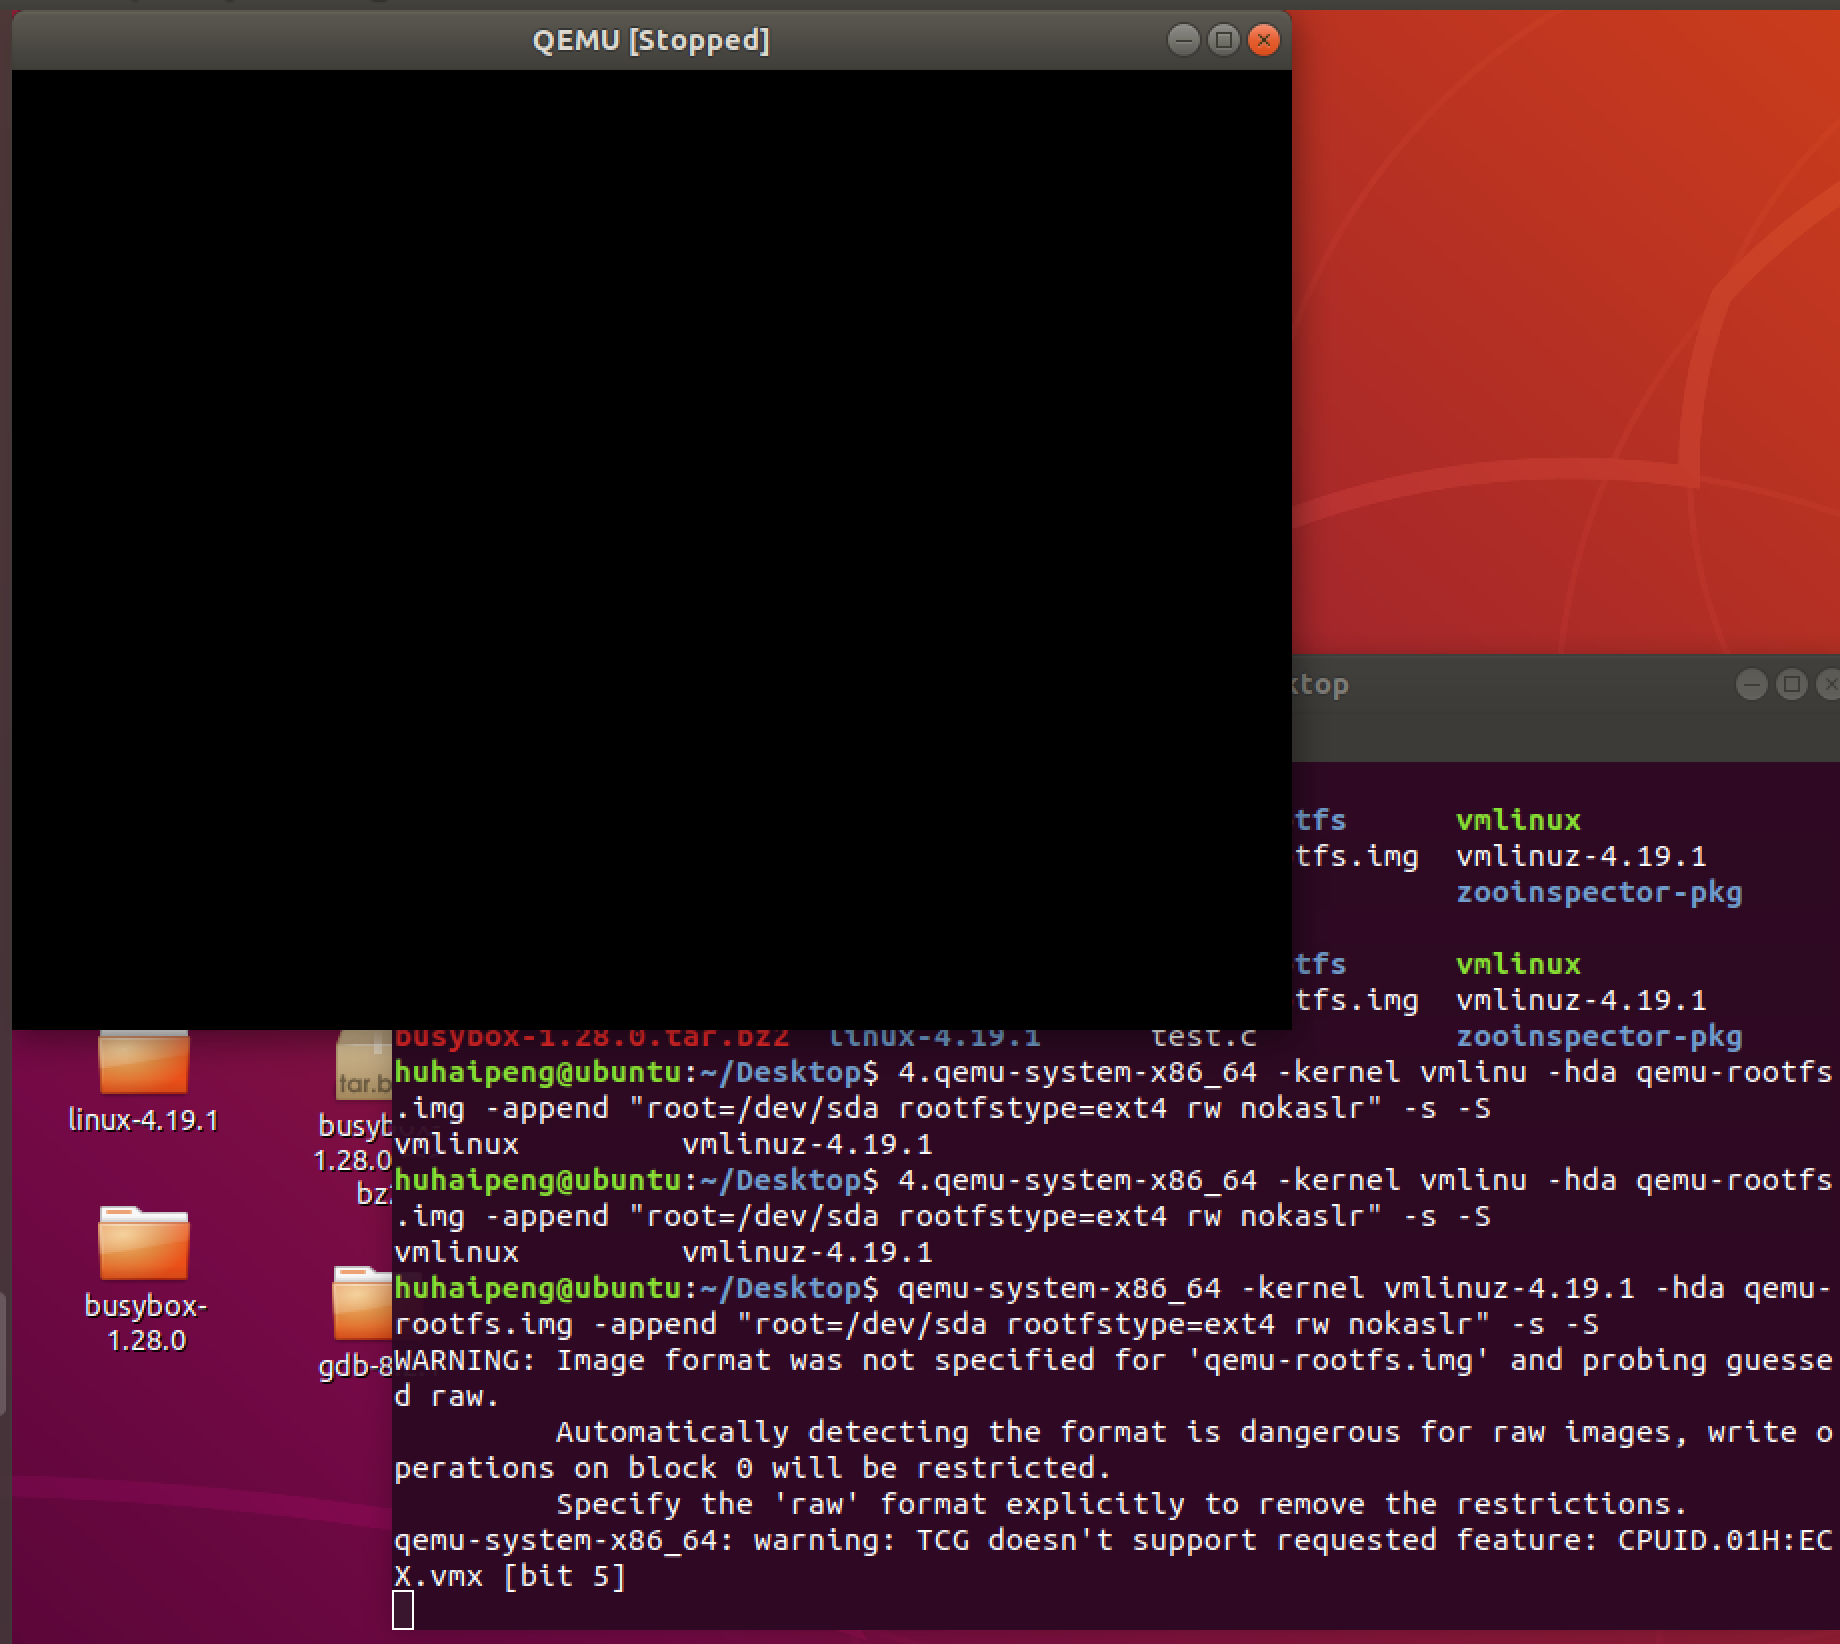 QEMU [Stopped]
ktop
tfs vmlinux
tfs.img vmlinuz-4.19.1
zooinspector-pkg
tfs vmlinux
tfs.img vmlinuz-4.19.1
busybox-1.28.0.tar.bz2 linux-4.19.1 test.c zooinspector-pkg
huhaipeng@ubuntu:~/Desktop$ 4.qemu-system-x86_64 -kernel vmlinu -hda qemu-rootfs
.img -append "root=/dev/sda rootfstype=ext4 rw nokaslr" -s -S
vmlinux vmlinuz-4.19.1
huhaipeng@ubuntu:~/Desktop$ 4.qemu-system-x86_64 -kernel vmlinu -hda qemu-rootfs
.img -append "root=/dev/sda rootfstype=ext4 rw nokaslr" -s -S
vmlinux vmlinuz-4.19.1
huhaipeng@ubuntu:~/Desktop$ qemu-system-x86_64 -kernel vmlinuz-4.19.1 -hda qemu-
rootfs.img -append "root=/dev/sda rootfstype=ext4 rw nokaslr" -s -S
WARNING: Image format was not specified for 'qemu-rootfs.img' and probing guesse
d raw.
Automatically detecting the format is dangerous for raw images, write o
perations on block 0 will be restricted.
Specify the 'raw' format explicitly to remove the restrictions.
qemu-system-x86_64: warning: TCG doesn't support requested feature: CPUID.01H:EC
X.vmx [bit 5]
linux-4.19.1
busybox-
1.28.0
tar.b
busyb
1.28.0
bz
gdb-8